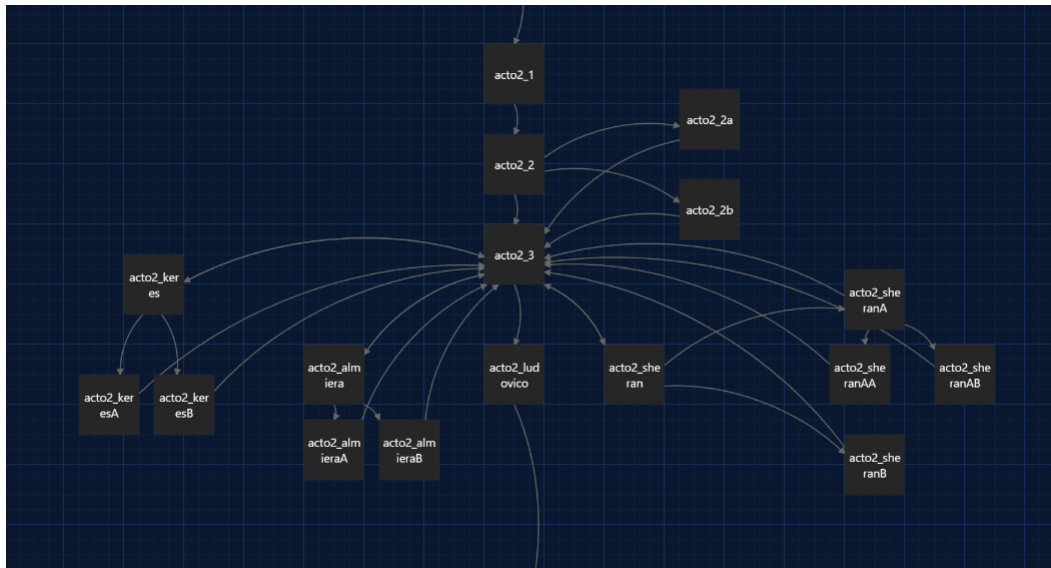 acto2_1
acto2_2a
acto2_2
acto2_2b
acto2_3
acto2_ker
es
acto2_she
ranA
acto2_alm
iera
acto2_lud
ovico
acto2_she
ran
acto2_she
ranAA
acto2_she
ranAB
acto2_ker
esA
acto2_ker
esB
acto2_alm
ieraA
acto2_alm
ieraB
acto2_she
ranB